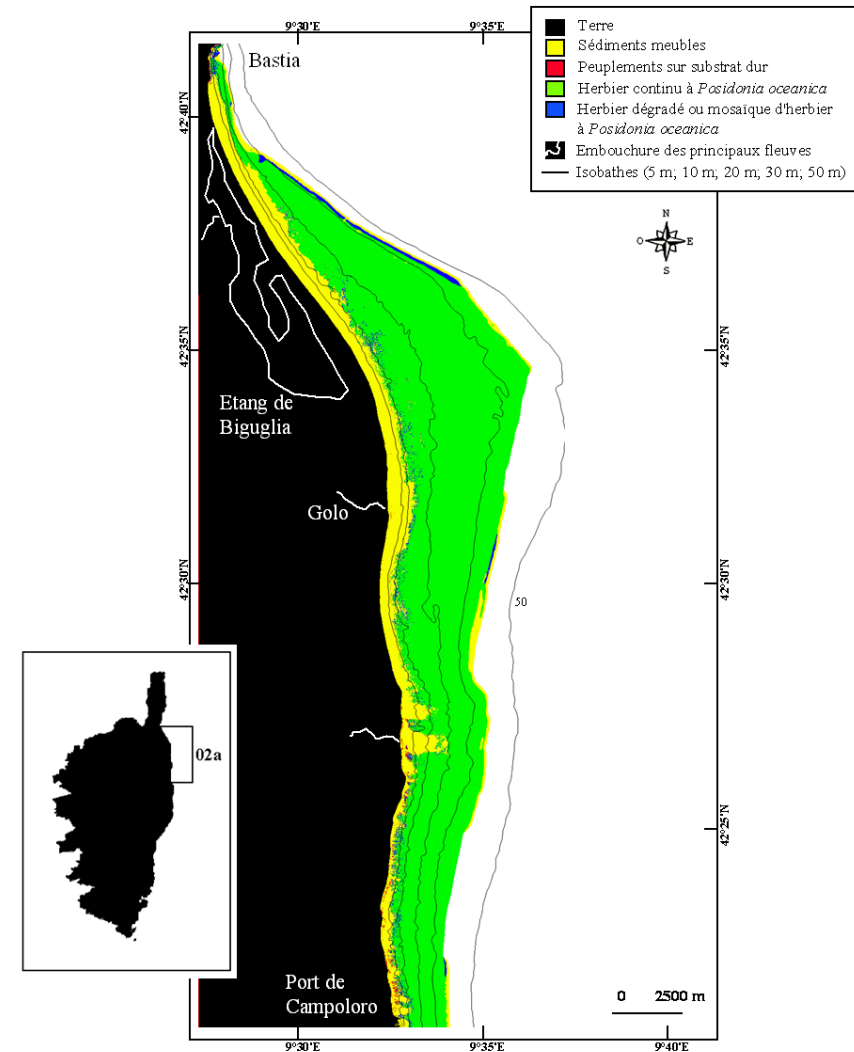 9°30'E
9°35'E
Terre
Sédiments meubles
Peuplements sur substrat dur
Herbier continu à Posidonia oceanica
Herbier dégradé ou mosaïque d'herbier
à Posidonia oceanica
Embouchure des principaux fleuves
Isobathes (5 m; 10 m; 20 m; 30 m; 50 m)
Bastia
42°40'N
N
O
E
S
42°35'N
42°35'N
Etang de
Biguglia
Golo
42°30'N
42°30'N
50
02a
42°25'N
Port de
Campoloro
0 2500 m
9°30'E
9°35'E
9°40'E